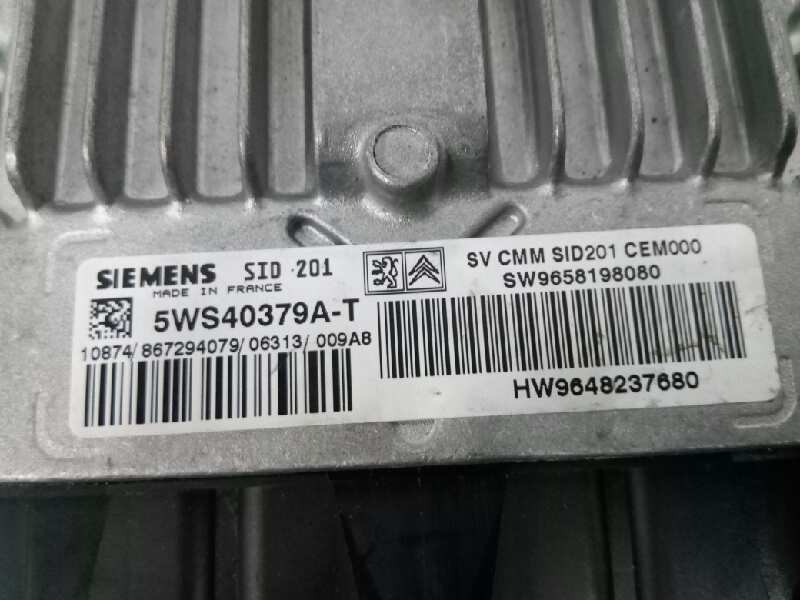 SIEMENS SID 201
MADE IN FRANCE
5WS40379A-T
10874/867294079/06313/009AB
SV CMM SID201 CEM000
SW9658198080
HW9648237680